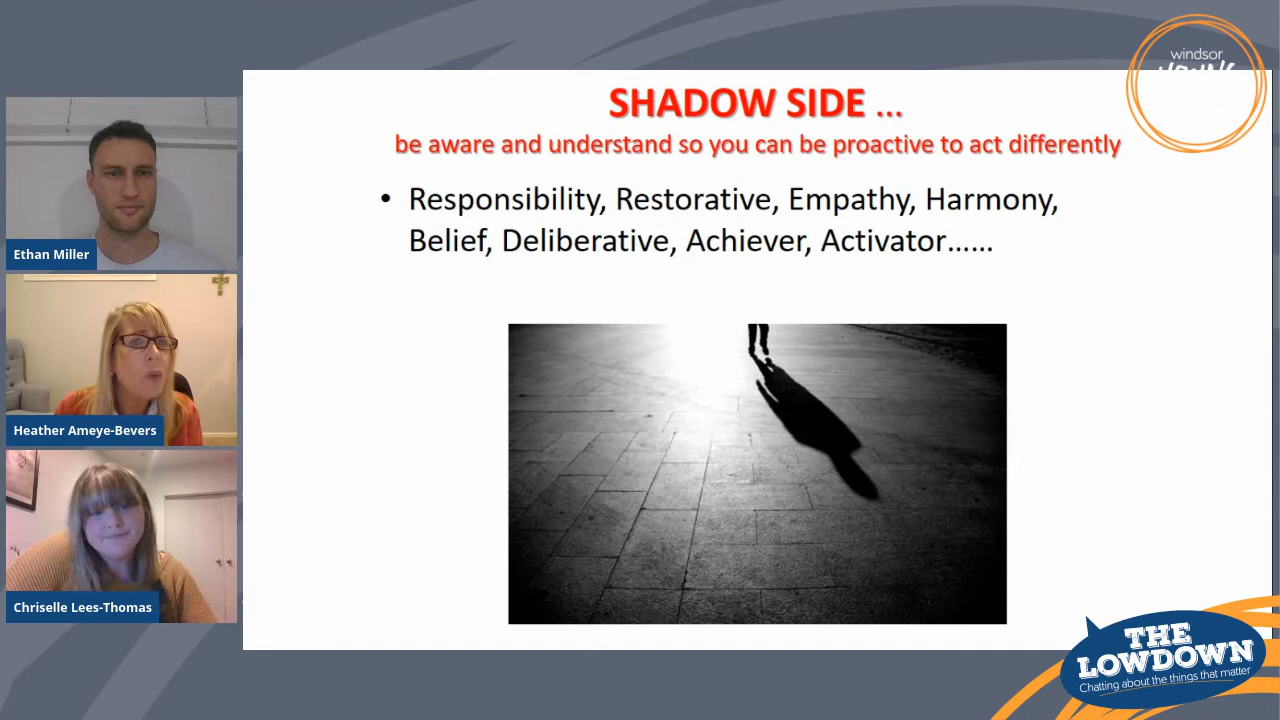 windsor
SHADOW SIDE ...
be aware and understand so you can be proactive to act differently
• Responsibility, Restorative, Empathy, Harmony,
Belief, Deliberative, Achiever, Activator……
Ethan Miller
Heather Ameye-Bevers
Chriselle Lees-Thomas
THE
LOWDOWN
Chatting about the things that matter